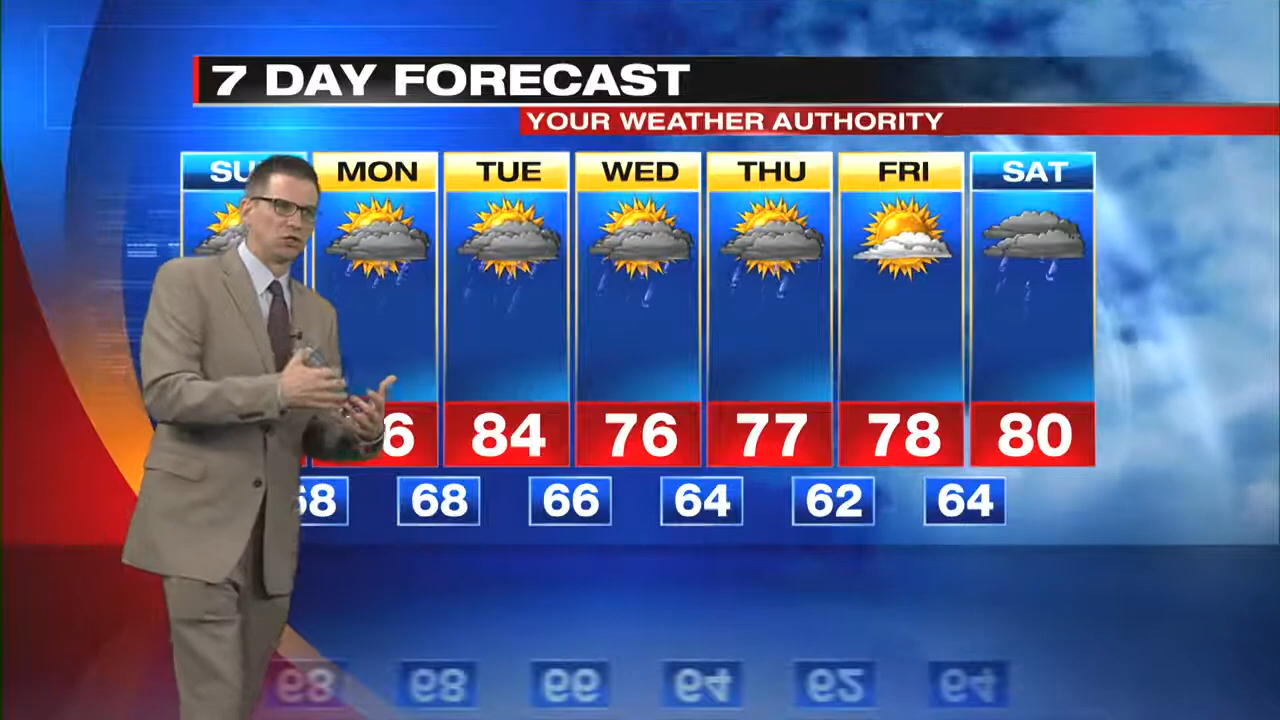 7 DAY FORECAST
YOUR WEATHER AUTHORITY
MON TUE WED THU FRI SAT
84 76 77 78 80
68 68 66 64 62 64